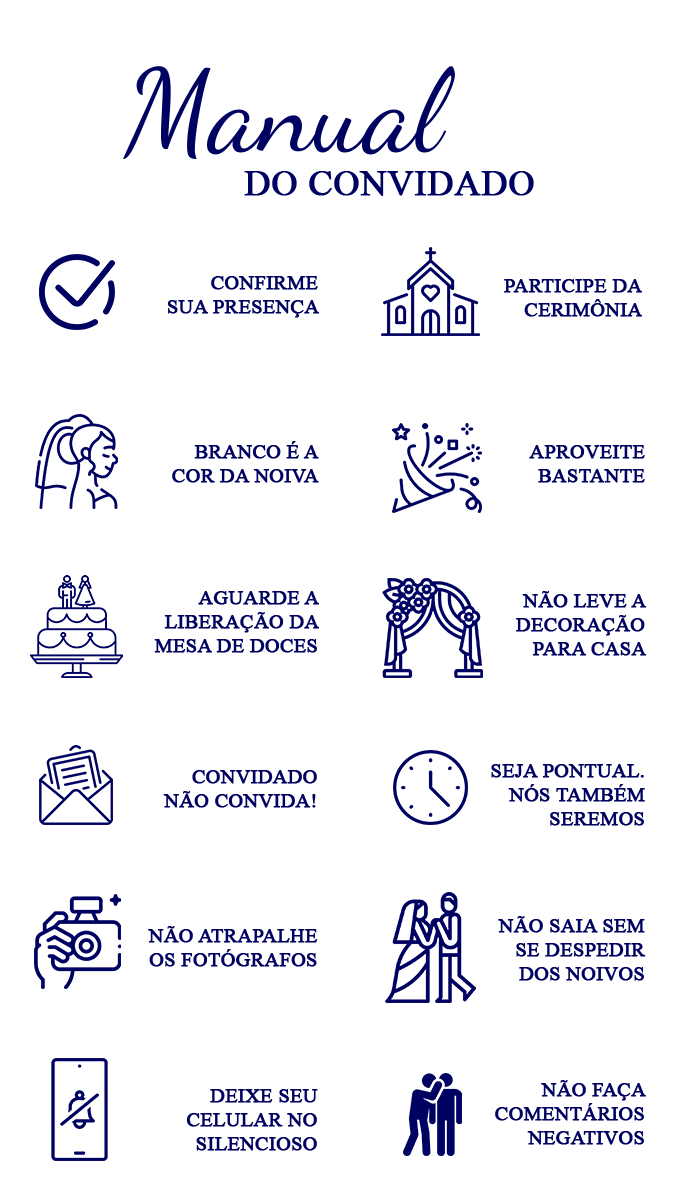 Manual
DO CONVIDADO
CONFIRME
SUA PRESENÇA
PARTICIPE DA
CERIMÔNIA
BRANCO É A
COR DA NOIVA
APROVEITE
BASTANTE
AGUARDE A
LIBERAÇÃO DA
MESA DE DOCES
NÃO LEVE A
DECORAÇÃO
PARA CASA
CONVIDADO
NÃO CONVIDA!
SEJA PONTUAL.
NÓS TAMBÉM
SEREMOS
NÃO ATRAPALHE
OS FOTÓGRAFOS
NÃO SAIA SEM
SE DESPEDIR
DOS NOIVOS
DEIXE SEU
CELULAR NO
SILENCIOSO
NÃO FAÇA
COMENTÁRIOS
NEGATIVOS